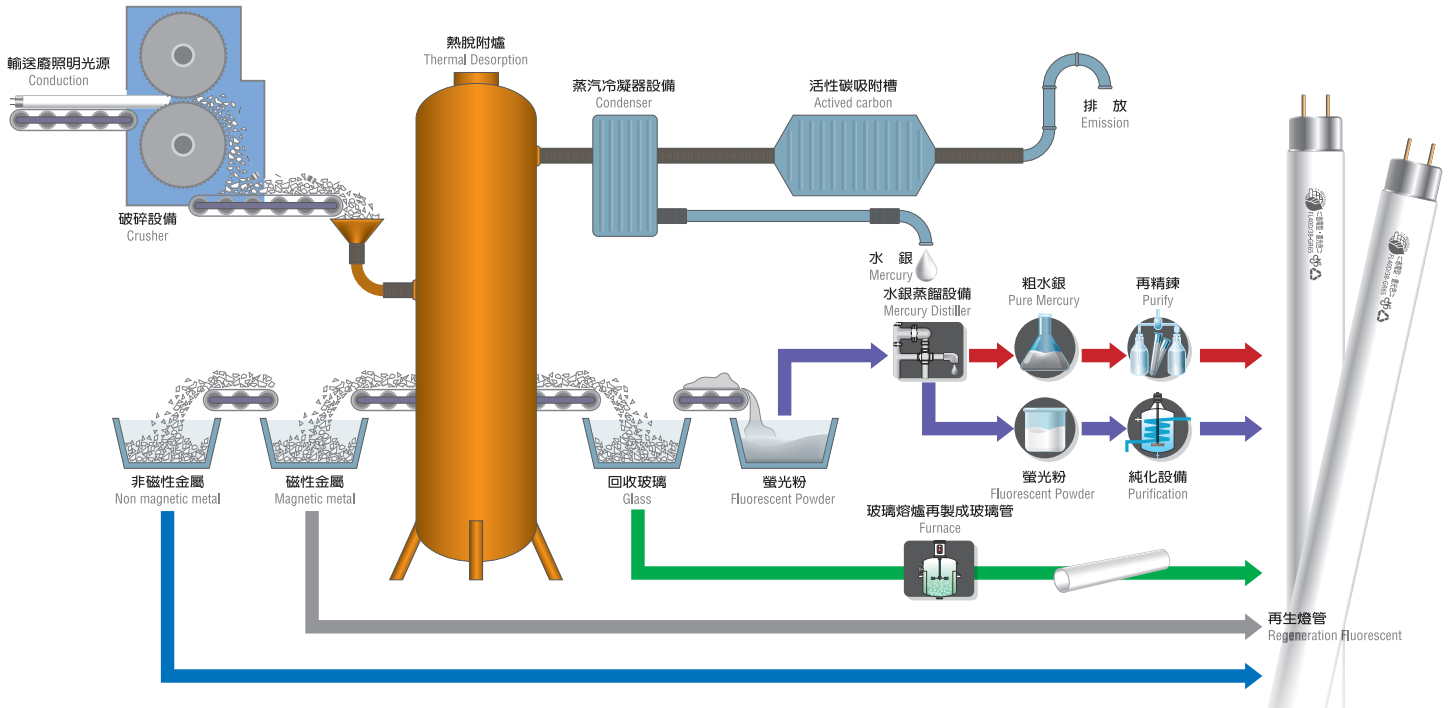 輸送廢照明光源
Conduction
破碎設備
Crusher
熱脫附爐
Thermal Desorption
蒸汽冷凝器設備
Condenser
活性碳吸附槽
Actived carbon
排 放
Emission
水 銀
Mercury
水銀蒸餾設備
Mercury Distiller
粗水銀
Pure Mercury
再精鍊
Purify
非磁性金屬
Non magnetic metal
磁性金屬
Magnetic metal
回收玻璃
Glass
螢光粉
Fluorescent Powder
螢光粉
Fluorescent Powder
純化設備
Purification
玻璃熔爐再製成玻璃管
Furnace
再生燈管
Regeneration Fluorescent